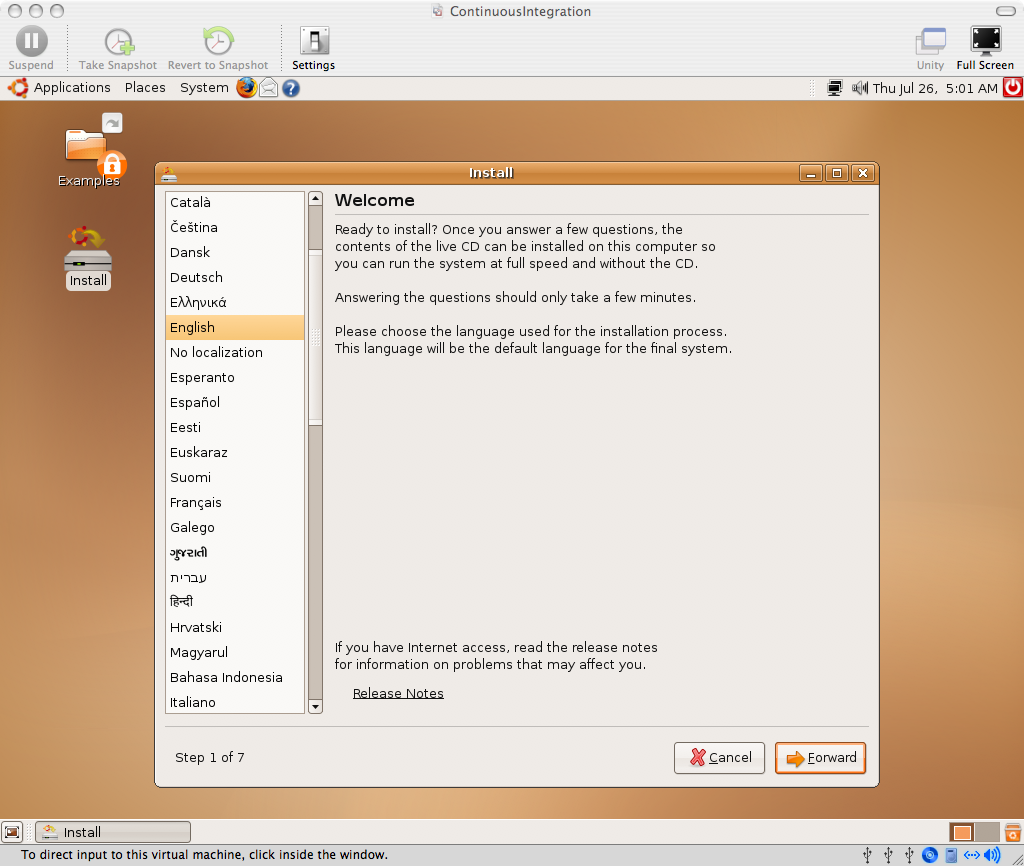 ContinuousIntegration
Suspend
Take Snapshot
Revert to Snapshot
Settings
Unity
Full Screen
Applications Places System
Thu Jul 26, 5:01 AM
Examples
Install
Install
Català
Čeština
Dansk
Deutsch
Ελληνικά
English
No localization
Esperanto
Español
Eesti
Euskaraz
Suomi
Français
Galego
ગુજરાતી
עברית
हिन्दी
Hrvatski
Magyarul
Bahasa Indonesia
Italiano
Welcome
Ready to install? Once you answer a few questions, the
contents of the live CD can be installed on this computer so
you can run the system at full speed and without the CD.
Answering the questions should only take a few minutes.
Please choose the language used for the installation process.
This language will be the default language for the final system.
If you have Internet access, read the release notes
for information on problems that may affect you.
Release Notes
Step 1 of 7
Cancel
Forward
Install
To direct input to this virtual machine, click inside the window.